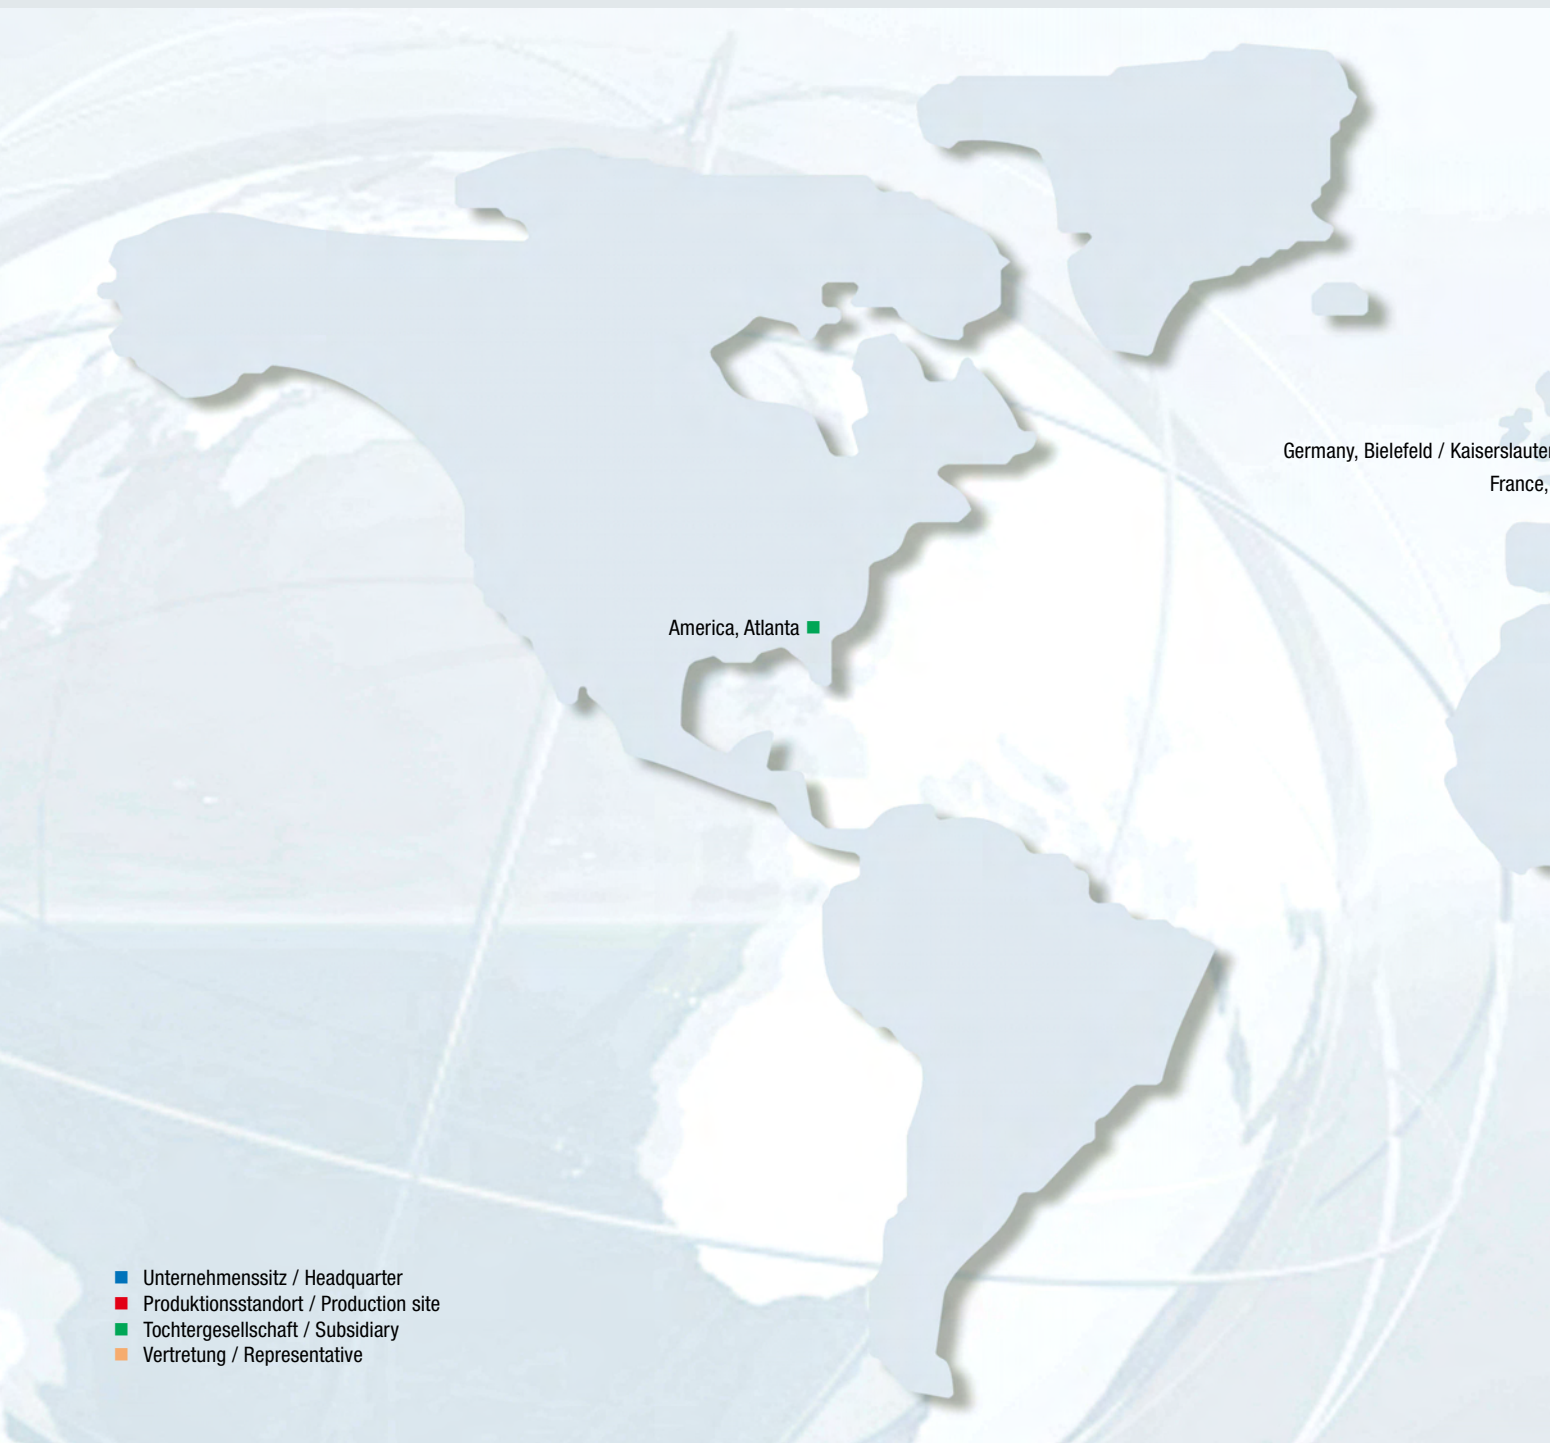 Germany, Bielefeld / Kaiserslauter
France,
America, Atlanta
Unternehmenssitz / Headquarter
Produktionsstandort / Production site
Tochtergesellschaft / Subsidiary
Vertretung / Representative